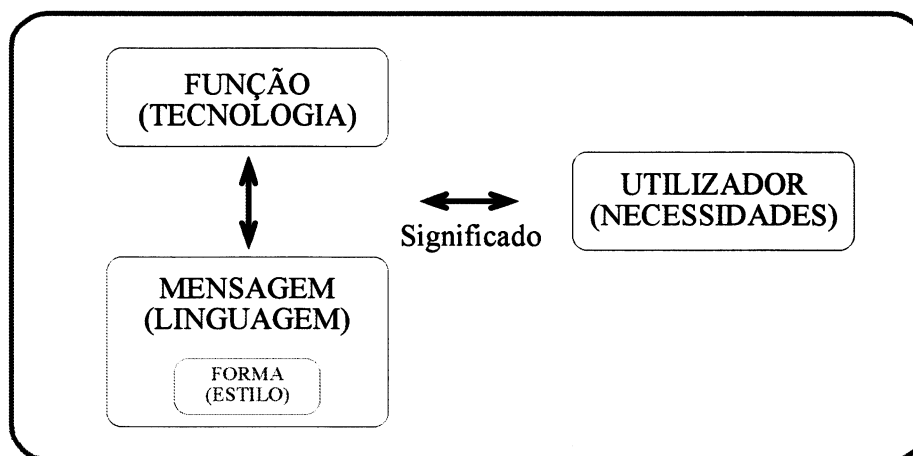 FUNÇÃO
(TECNOLOGIA)
UTILIZADOR
(NECESSIDADES)
Significado
MENSAGEM
(LINGUAGEM)
FORMA
(ESTILO)